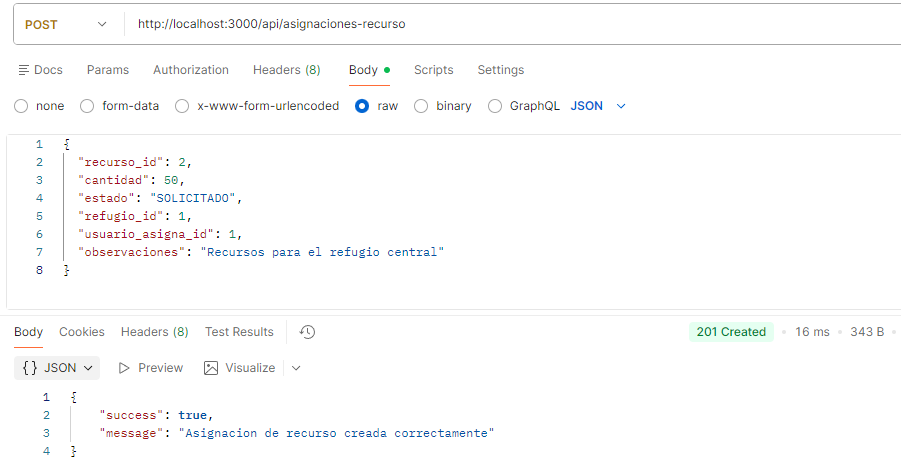 POST http://localhost:3000/api/asignaciones-recurso
Docs Params Authorization Headers (8) Body Scripts Settings
none form-data x-www-form-urlencoded raw binary GraphQL JSON
1 {
2 "recurso_id": 2,
3 "cantidad": 50,
4 "estado": "SOLICITADO",
5 "refugio_id": 1,
6 "usuario_asigna_id": 1,
7 "observaciones": "Recursos para el refugio central"
8 }
Body Cookies Headers (8) Test Results 201 Created 16 ms 343 B
{} JSON Preview Visualize
1 {
2 "success": true,
3 "message": "Asignacion de recurso creada correctamente"
4 }